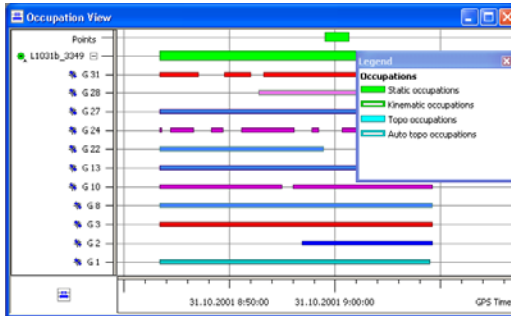 Occupation View
Points
L1031b_3349
G 31
G 28
G 27
G 24
G 22
G 13
G 10
G 8
G 3
G 2
G 1
Legend
Occupations
Static occupations
Kinematic occupations
Topo occupations
Auto topo occupations
31.10.2001 8:50:00 31.10.2001 9:00:00 GPS Time